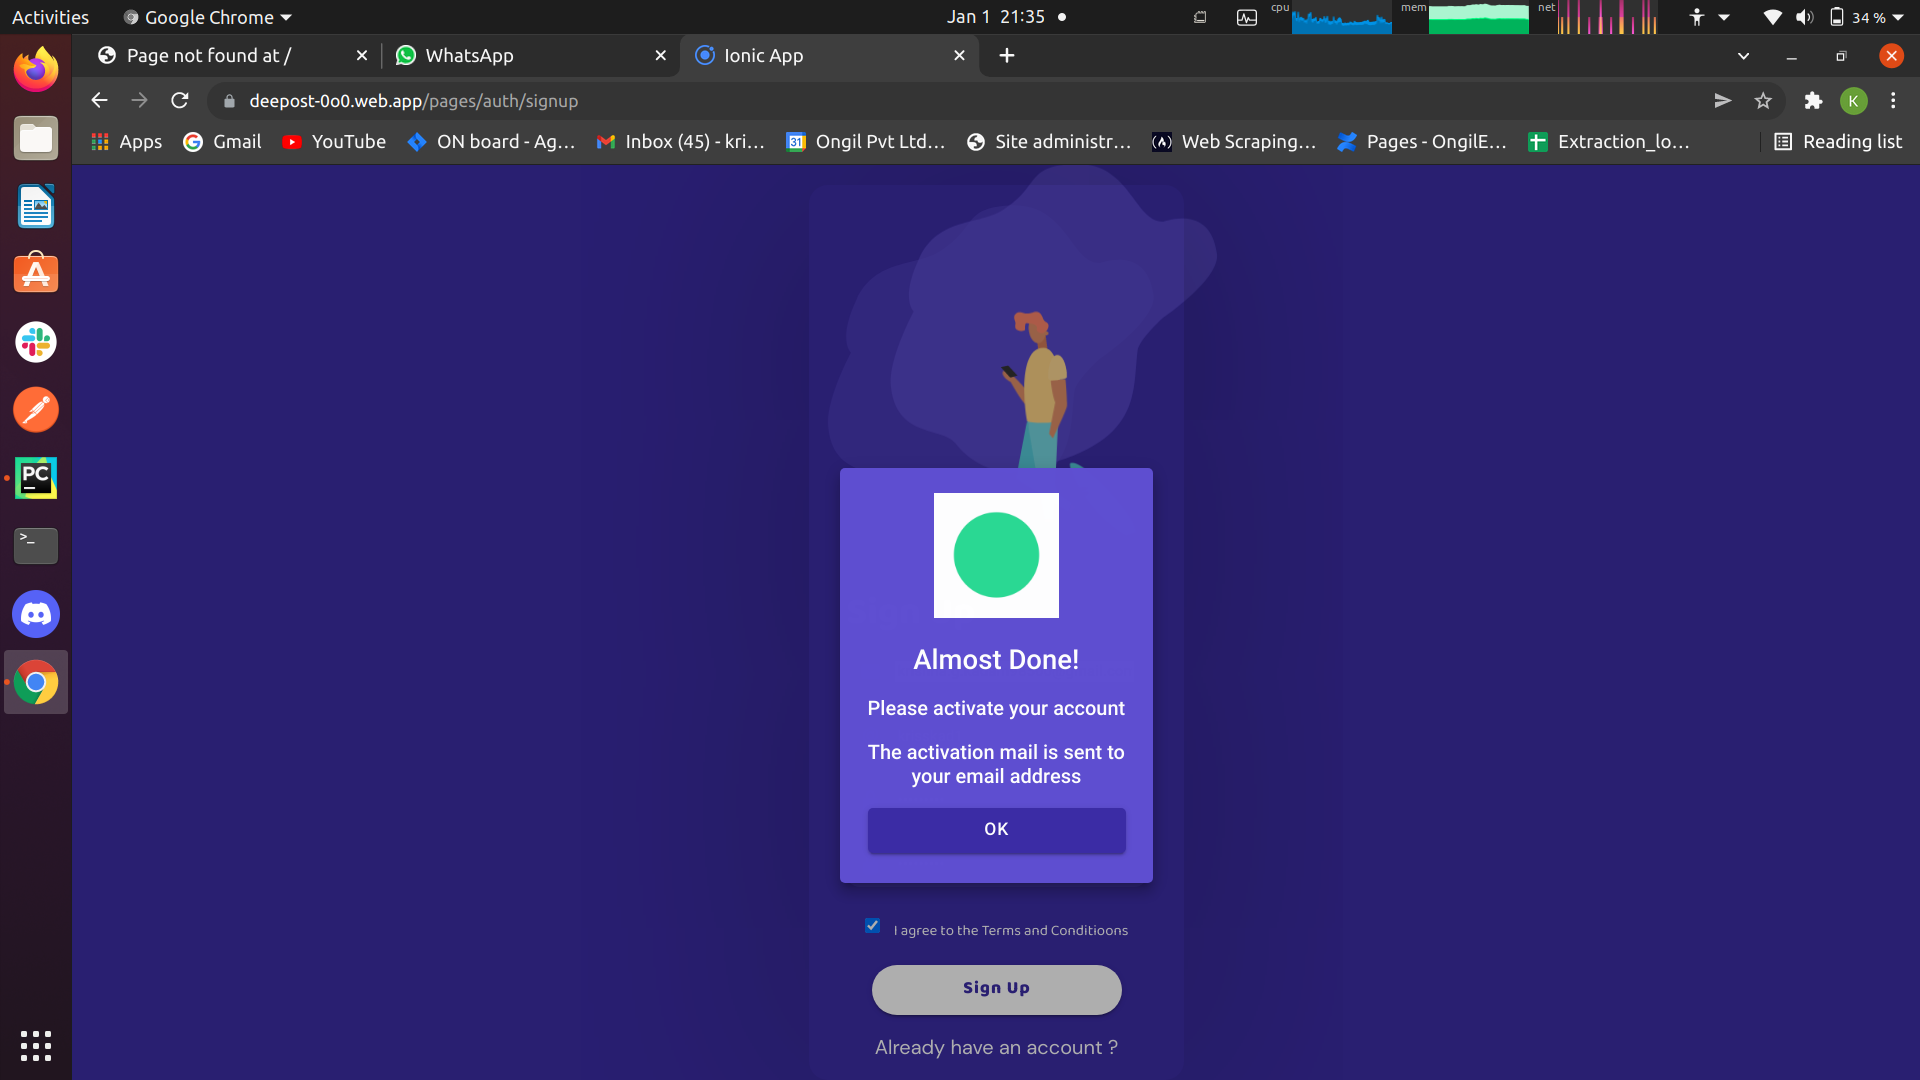 Activities
Google Chrome
Jan 1 21:35
cpu
mem
net
34 %
Page not found at /
WhatsApp
Ionic App
deepost-0o0.web.app/pages/auth/signup
K
Apps
Gmail
YouTube
ON board - Ag...
Inbox (45) - kri...
31
Ongil Pvt Ltd...
Site administr...
Web Scraping...
Pages - OngilE...
Extraction_lo...
Reading list
PC
>_
Almost Done!
Please activate your account
The activation mail is sent to
your email address
OK
I agree to the Terms and Conditioons
Sign Up
Already have an account ?